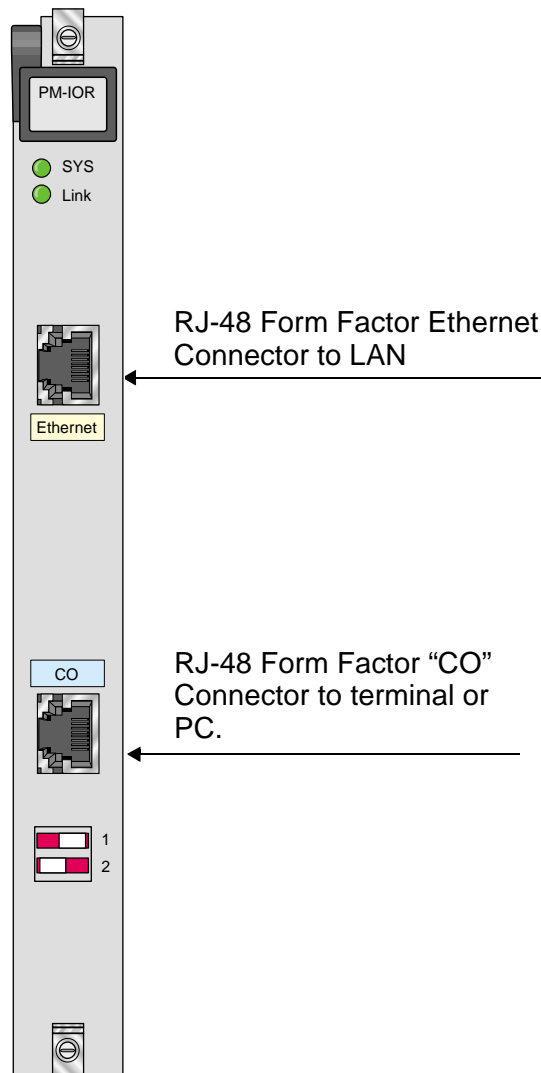 PM-IOR
SYS
Link
RJ-48 Form Factor Ethernet
Connector to LAN
Ethernet
CO
RJ-48 Form Factor “CO”
Connector to terminal or
PC.
1
2